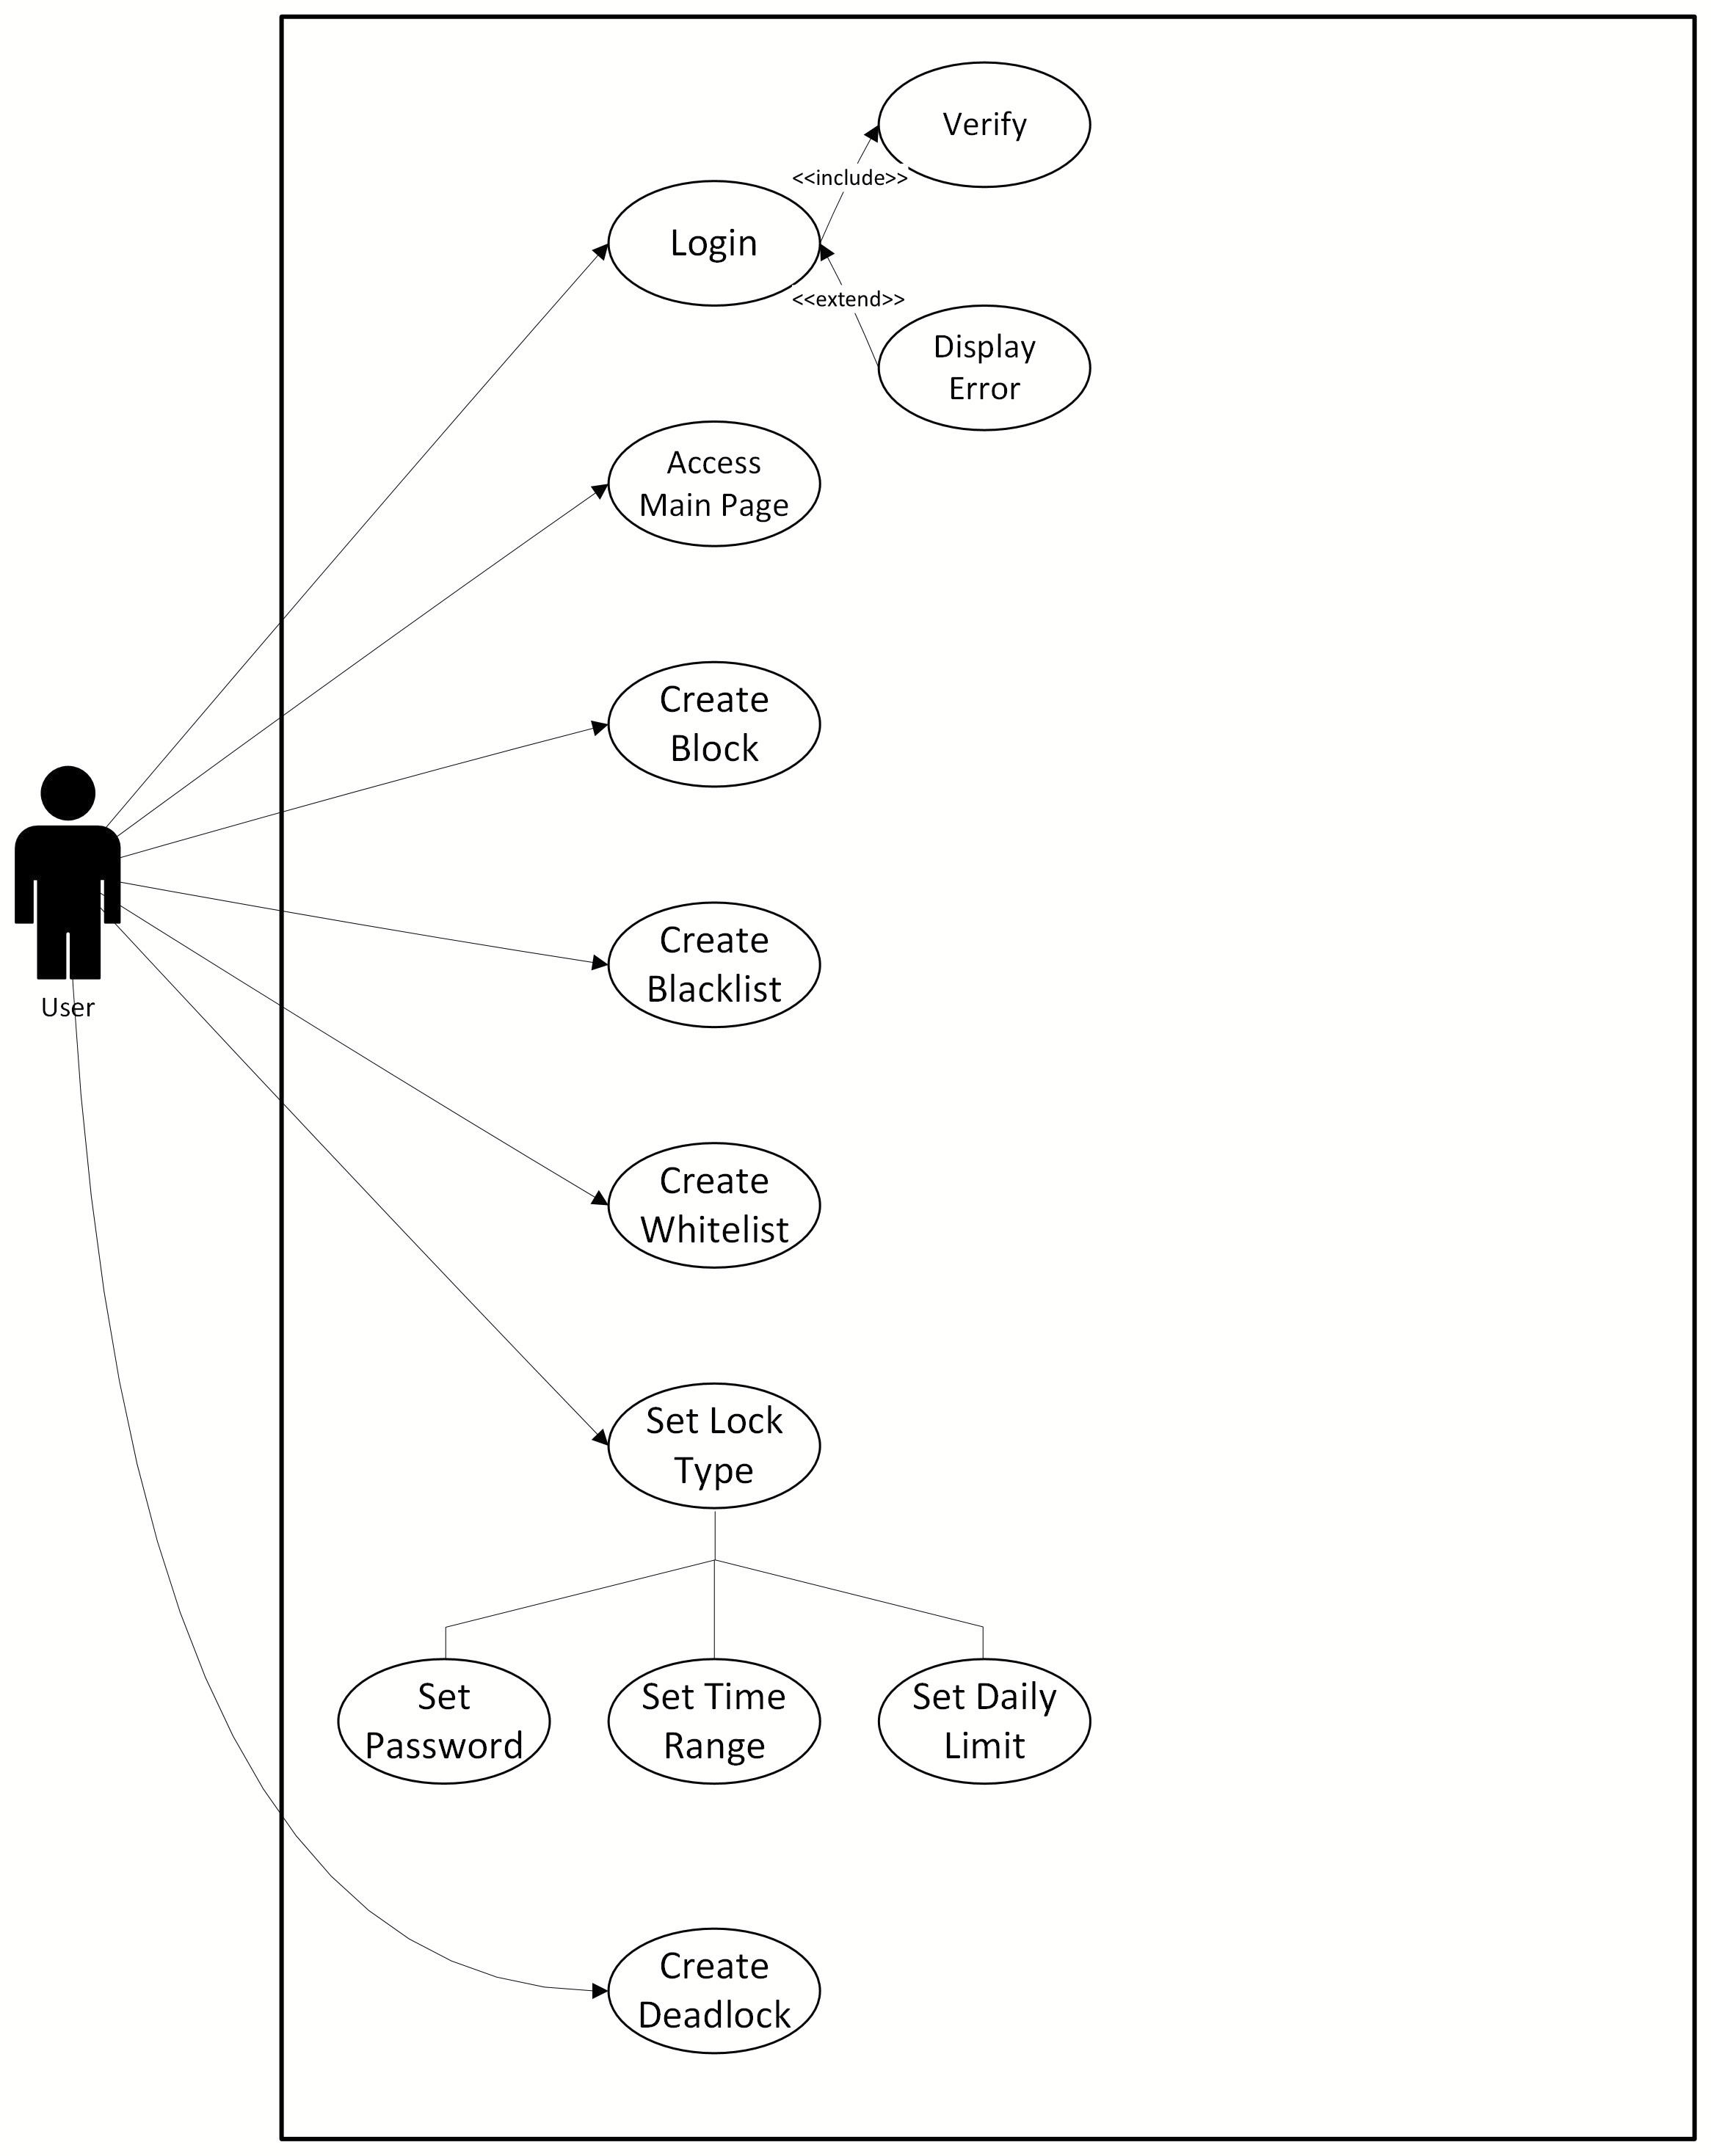 Verify
<<include>>
Login
<<extend>>
Display
Error
Access
Main Page
Create
Block
Create
Blacklist
User
Create
Whitelist
Set Lock
Type
Set
Password
Set Time
Range
Set Daily
Limit
Create
Deadlock